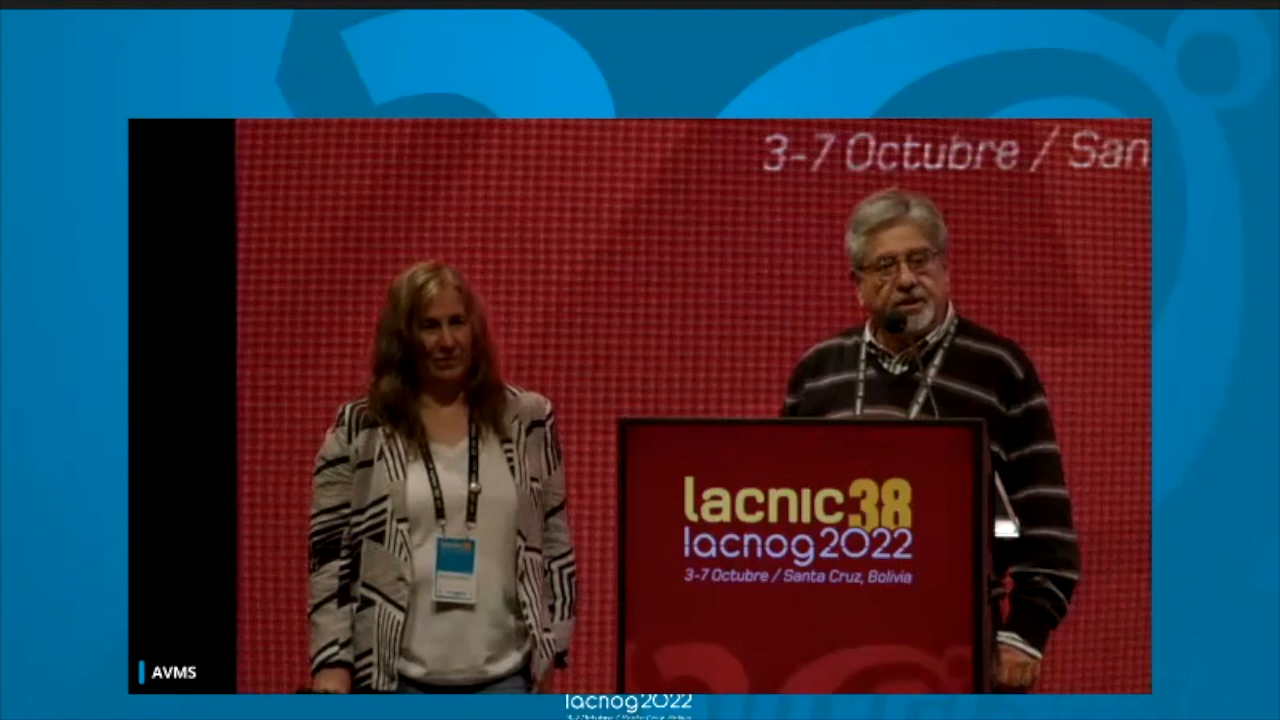 3-7 Octubre / San
lacnic38
lacnog2022
3-7 Octubre / Santa Cruz, Bolivia
AVMS
lacnog2022